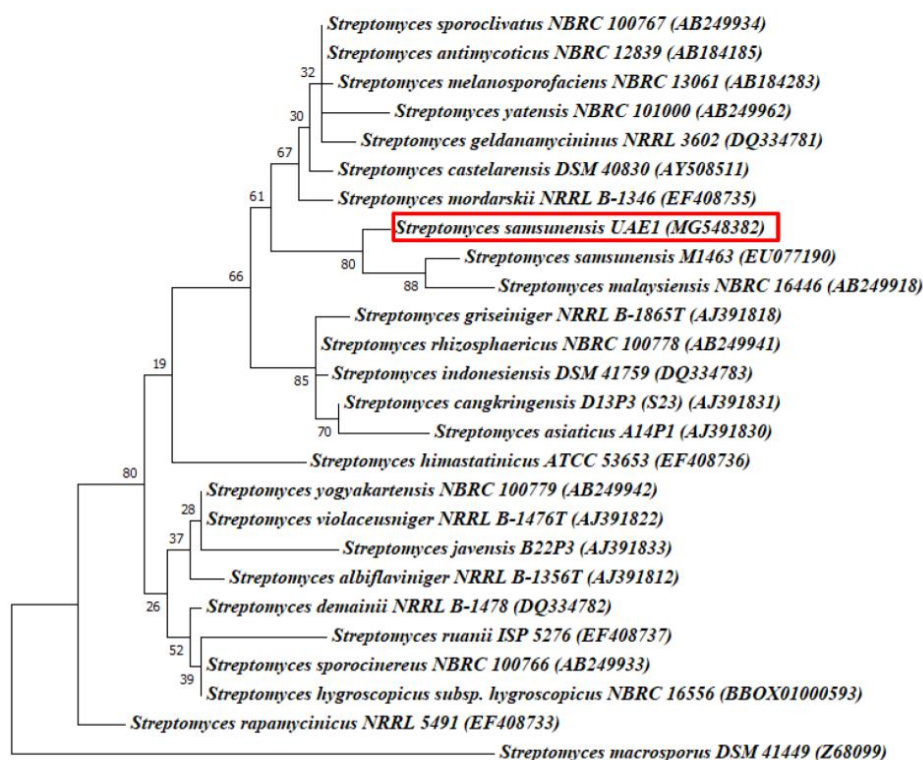 Streptomyces sporoclivatus NBRC 100767 (AB249934)
Streptomyces antimycoticus NBRC 12839 (AB184185)
32
Streptomyces melanosporofaciens NBRC 13061 (AB184283)
Streptomyces yatensis NBRC 101000 (AB249962)
30
Streptomyces geldanamycininus NRRL 3602 (DQ334781)
67
Streptomyces castelarensis DSM 40830 (AY508511)
61
Streptomyces mordarskii NRRL B-1346 (EF408735)
Streptomyces samsunensis UAE1 (MG548382)
80
Streptomyces samsunensis M1463 (EU077190)
66
88
Streptomyces malaysiensis NBRC 16446 (AB249918)
Streptomyces griseiniger NRRL B-1865T (AJ391818)
Streptomyces rhizosphaericus NBRC 100778 (AB249941)
19
85
Streptomyces indonesiensis DSM 41759 (DQ334783)
Streptomyces cangkringensis D13P3 (S23) (AJ391831)
70
Streptomyces asiaticus A14P1 (AJ391830)
Streptomyces himastatinicus ATCC 53653 (EF408736)
80
Streptomyces yogyakartensis NBRC 100779 (AB249942)
28
Streptomyces violaceusniger NRRL B-1476T (AJ391822)
37
Streptomyces javensis B22P3 (AJ391833)
Streptomyces albiflaviniger NRRL B-1356T (AJ391812)
26
Streptomyces demainii NRRL B-1478 (DQ334782)
Streptomyces ruanii ISP 5276 (EF408737)
52
Streptomyces sporocinereus NBRC 100766 (AB249933)
39
Streptomyces hygroscopicus subsp. hygroscopicus NBRC 16556 (BBOX01000593)
Streptomyces rapamycinicus NRRL 5491 (EF408733)
Streptomyces macrosporus DSM 41449 (Z68099)